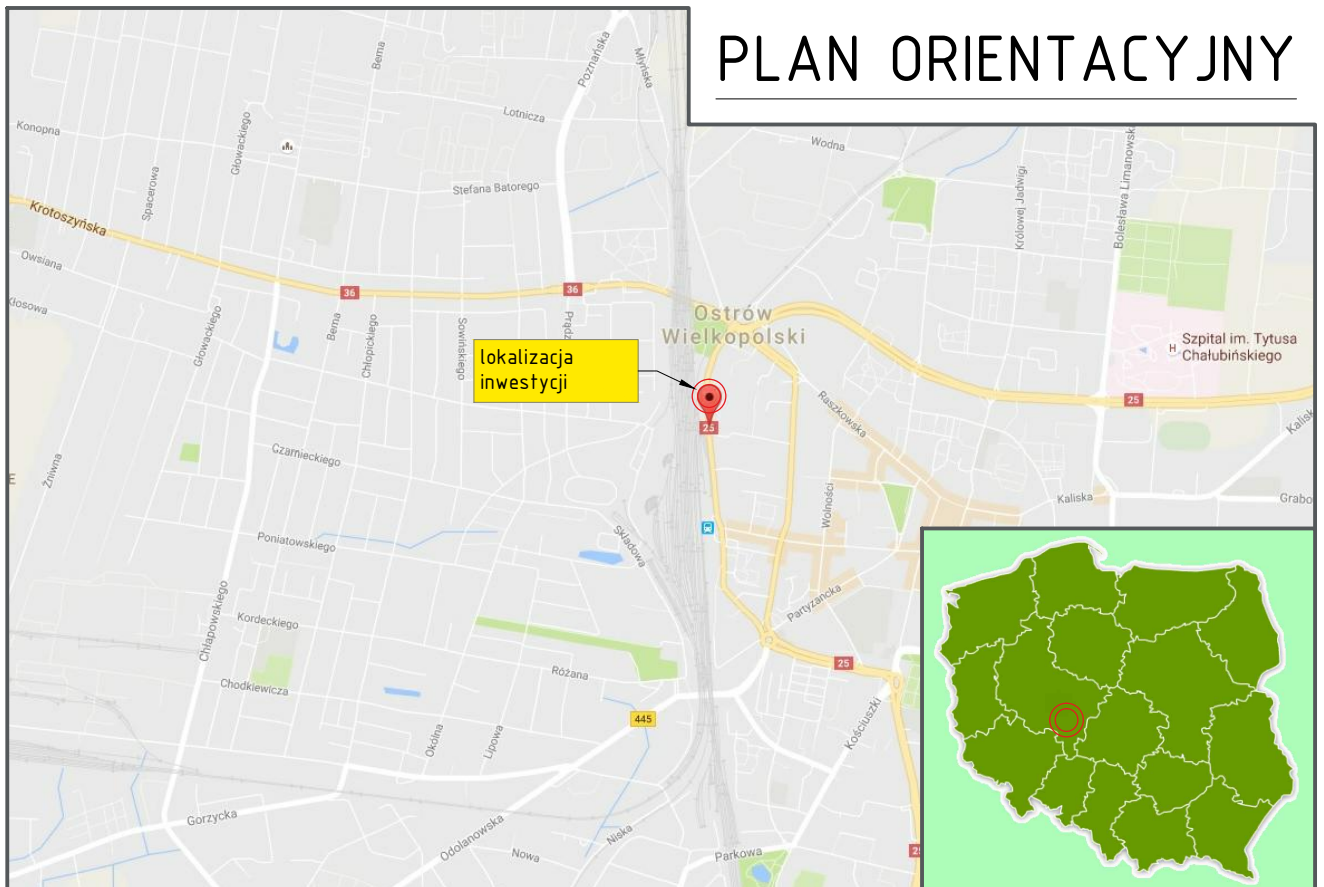 PLAN ORIENTACYJNY
Berna
Poznańska
Młyńska
Lotnicza
Konopna
Głowackiego
Wodna
Stefana Batorego
Spacerowa
Królowej Jadwigi
Bolesława Limanowsk
Krotoszyńska
Owsiana
Kłosowa
36
36
Głowackiego
Berna
Chłopickiego
Sowińskiego
Prądz
Ostrów
Wielkopolski
Szpital im. Tytusa
Chałubińskiego
H
lokalizacja
inwestycji
25
25
Raszkowska
Kalisk
Czarnieckiego
Żniwna
E
Wolności
Kaliska
Grabo
Poniatowskiego
Składowa
Chłapowskiego
Kordeckiego
Partyzancka
25
Różana
Chodkiewicza
445
Kościuszki
Okólna
Lipowa
Gorzycka
Odolanowska
Niska
Nowa
Parkowa
25